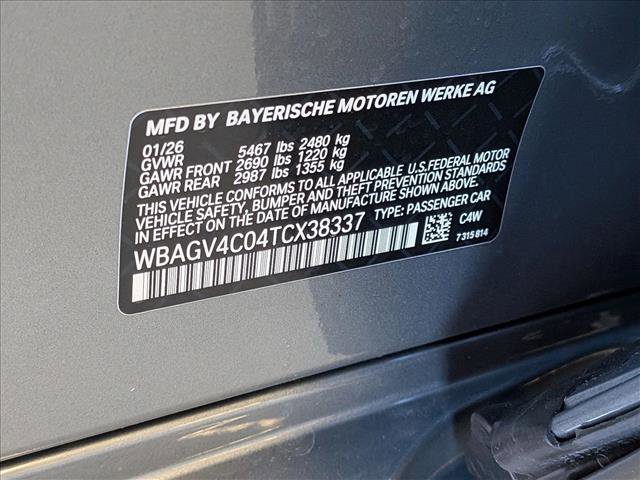 MFD BY BAYERISCHE MOTOREN WERKE AG
01/26
GVWR 5467 lbs 2480 kg
GAWR FRONT 2690 lbs 1220 kg
GAWR REAR 2987 lbs 1355 kg
THIS VEHICLE CONFORMS TO ALL APPLICABLE U.S.FEDERAL MOTOR
VEHICLE SAFETY, BUMPER AND THEFT PREVENTION STANDARDS
IN EFFECT ON THE DATE OF MANUFACTURE SHOWN ABOVE.
WBAGV4C04TCX38337 TYPE: PASSENGER CAR
C4W
7315814